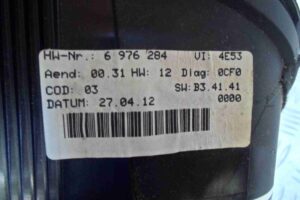 HW-Nr.: 6 976 284 VI: 4E53
Aend: 00.31 HW: 12 Diag: 0CF0
COD: 03 SW:B3.41.41
DATUM: 27.04.12 0000